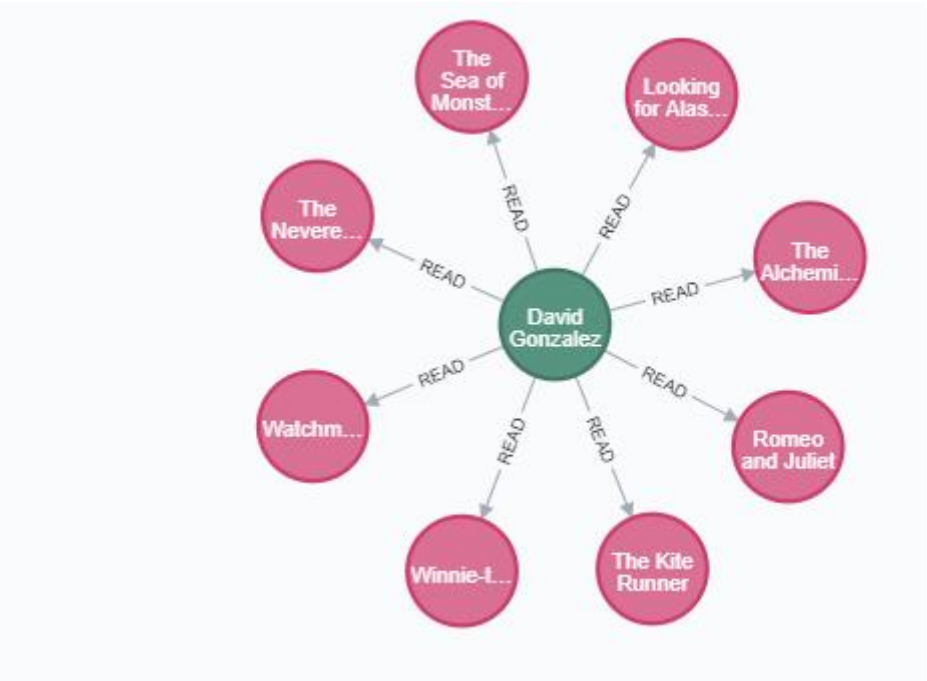 The
Sea of
Monst...
Looking
for Alas...
The
Nevere...
The
Alchemi...
READ
READ
READ
READ
David
Gonzalez
READ
READ
READ
READ
Watchm...
Romeo
and Juliet
Winnie-t...
The Kite
Runner